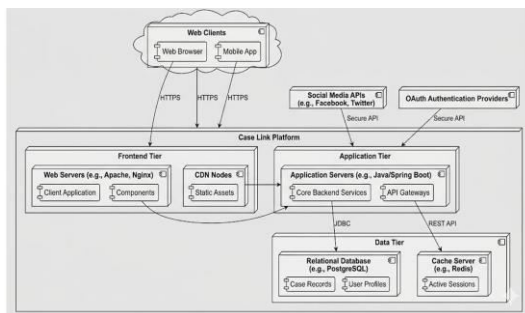 Web Clients
Web Browser
Mobile App
HTTPS
HTTPS
HTTPS
Social Media APIs
(e.g., Facebook, Twitter)
OAuth Authentication Providers
Secure API
Secure API
Case Link Platform
Frontend Tier
Web Servers (e.g., Apache, Nginx)
Client Application
Components
CDN Nodes
Static Assets
Application Tier
Application Servers (e.g., Java/Spring Boot)
Core Backend Services
API Gateways
JDBC
REST API
Data Tier
Relational Database
(e.g., PostgreSQL)
Case Records
User Profiles
Cache Server
(e.g., Redis)
Active Sessions